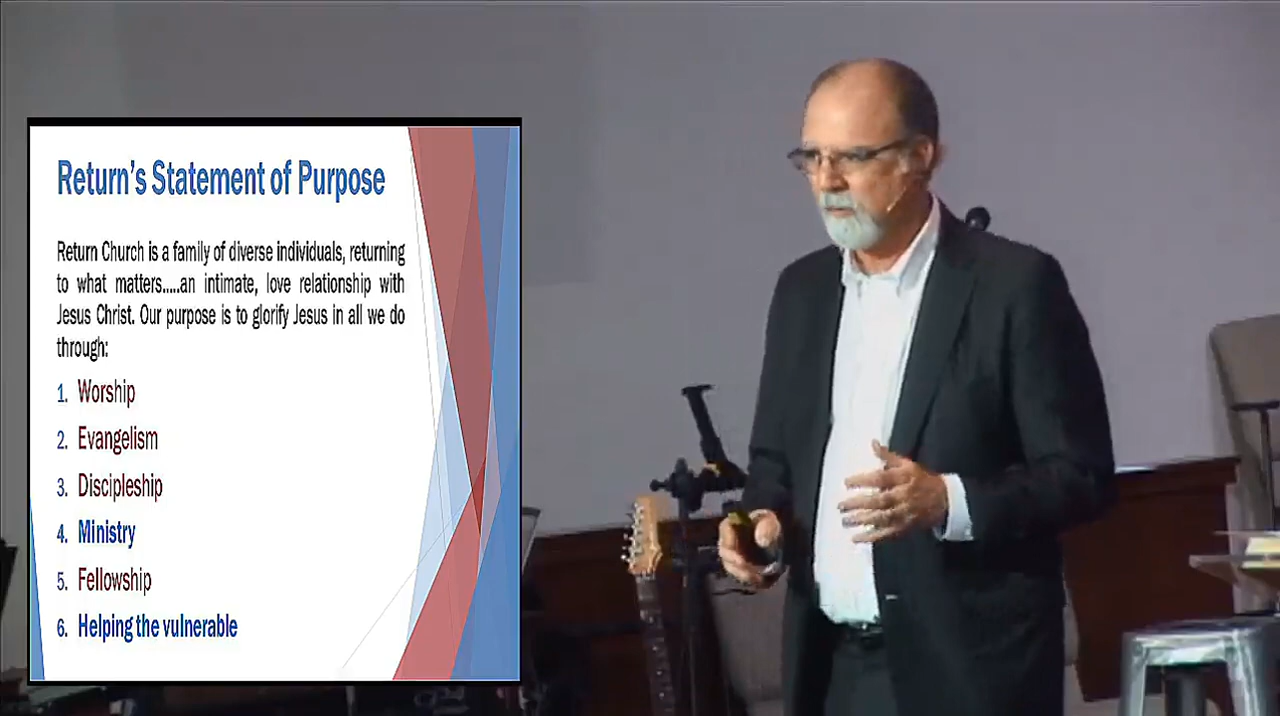 Return's Statement of Purpose
Return Church is a family of diverse individuals, returning
to what matters.....an intimate, love relationship with
Jesus Christ. Our purpose is to glorify Jesus in all we do
through:
1. Worship
2. Evangelism
3. Discipleship
4. Ministry
5. Fellowship
6. Helping the vulnerable